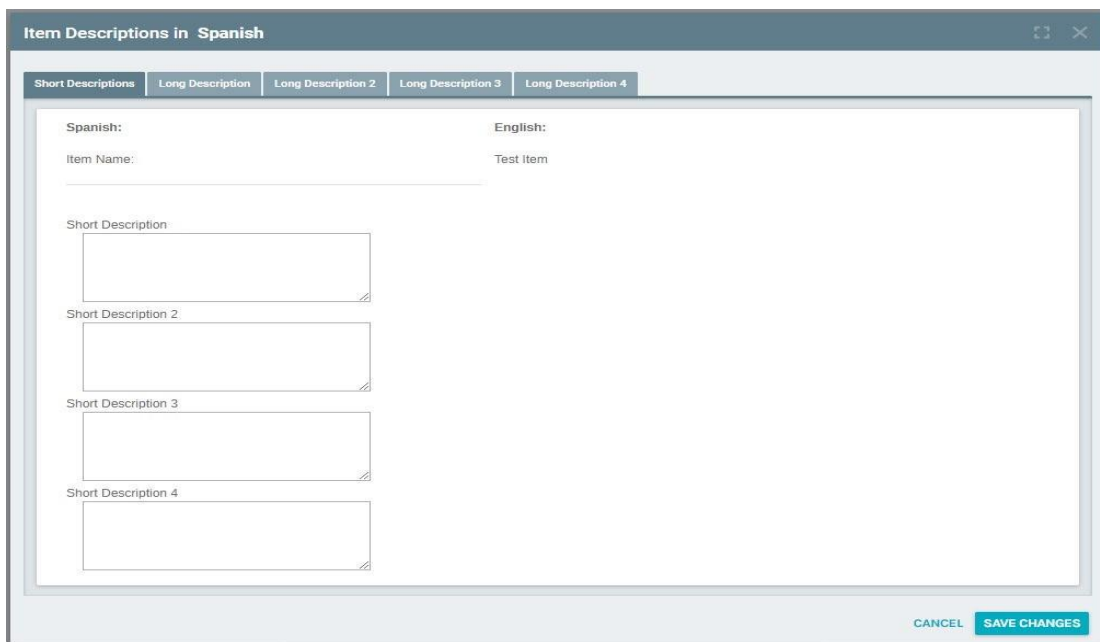 Item Descriptions in Spanish
Short Descriptions Long Description Long Description 2 Long Description 3 Long Description 4
Spanish: English:
Item Name: Test Item
Short Description
Short Description 2
Short Description 3
Short Description 4
CANCEL SAVE CHANGES